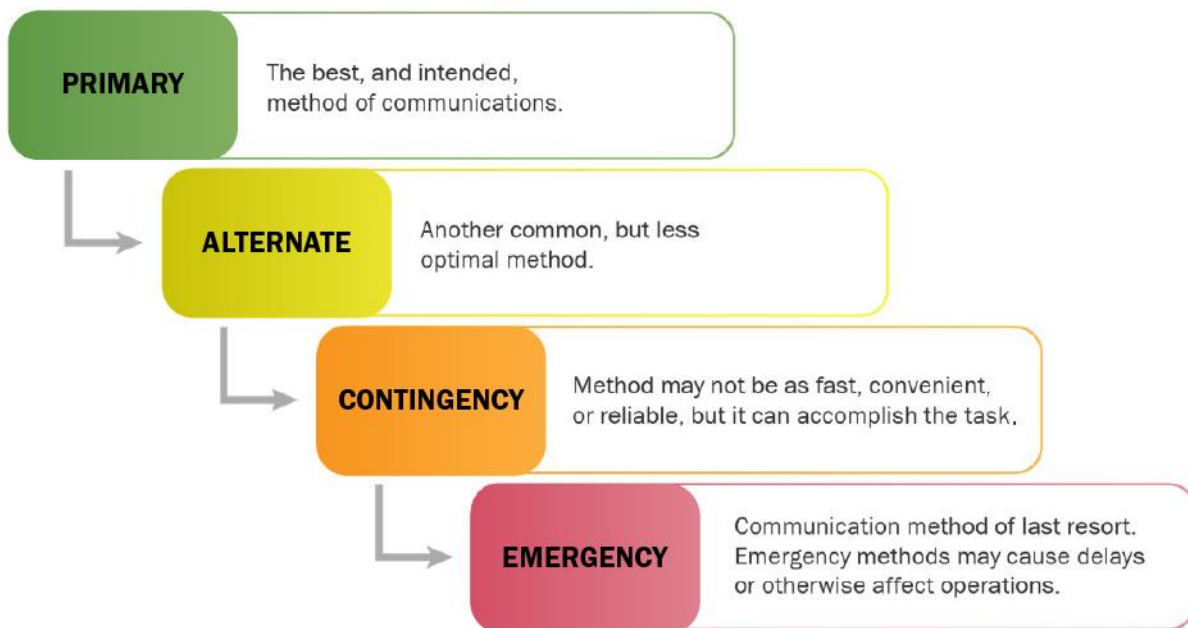 PRIMARY
The best, and intended,
method of communications.
ALTERNATE
Another common, but less
optimal method.
CONTINGENCY
Method may not be as fast, convenient,
or reliable, but it can accomplish the task.
EMERGENCY
Communication method of last resort.
Emergency methods may cause delays
or otherwise affect operations.